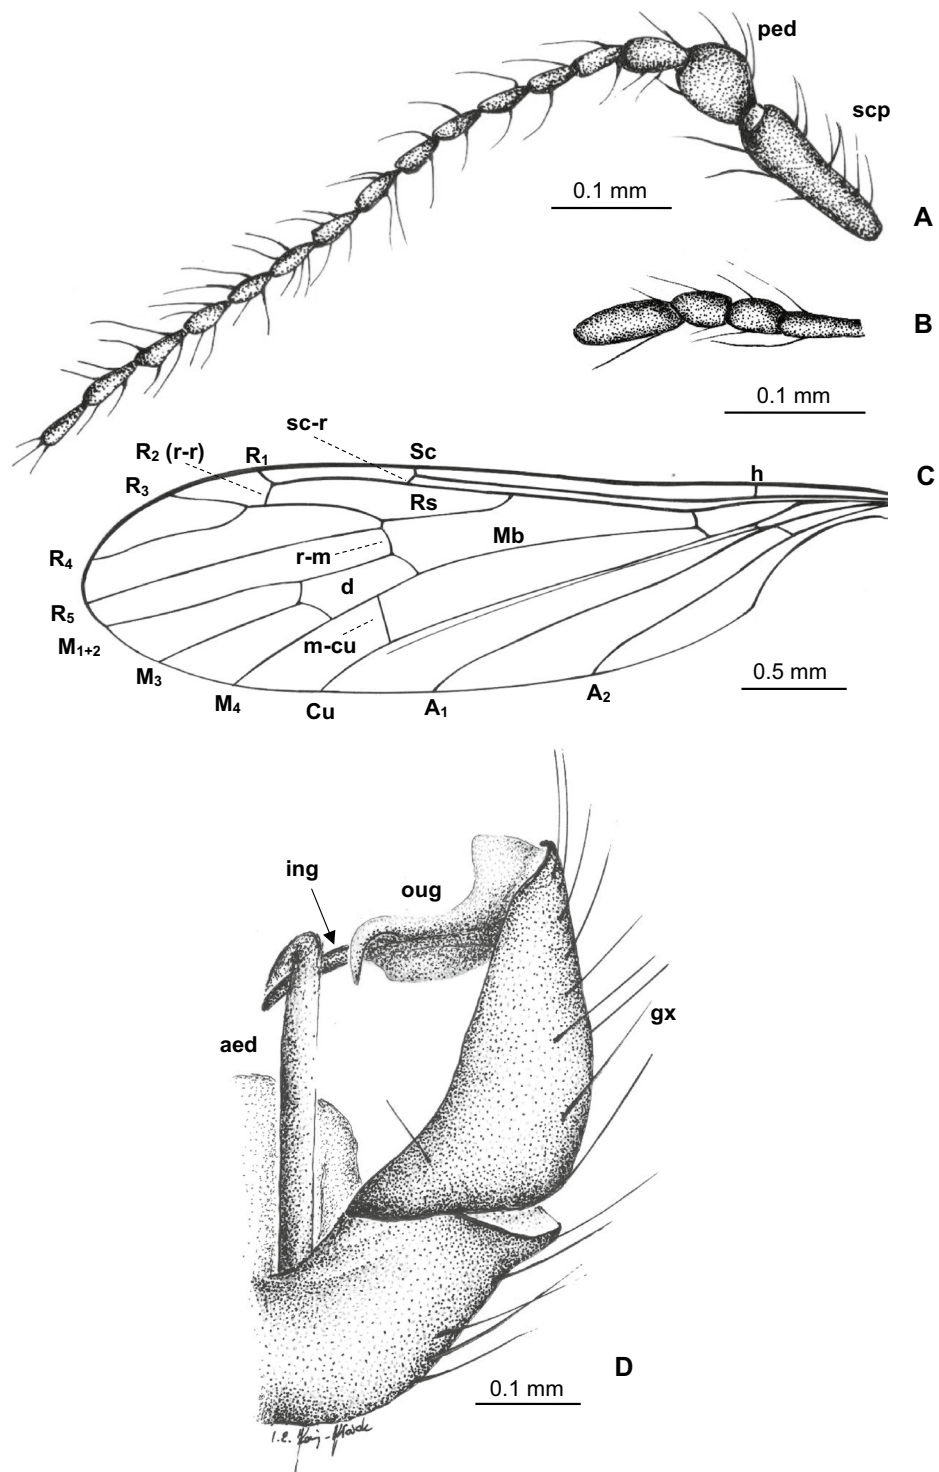 ped
scp
0.1 mm
A
B
0.1 mm
sc-r
R₂ (r-r)
R₁
Sc
h
C
R₃
Rs
Mb
R₄
r-m
d
R₅
M₁₊₂
m-cu
M₃
0.5 mm
M₄
Cu
A₁
A₂
ing
oug
gx
aed
D
0.1 mm